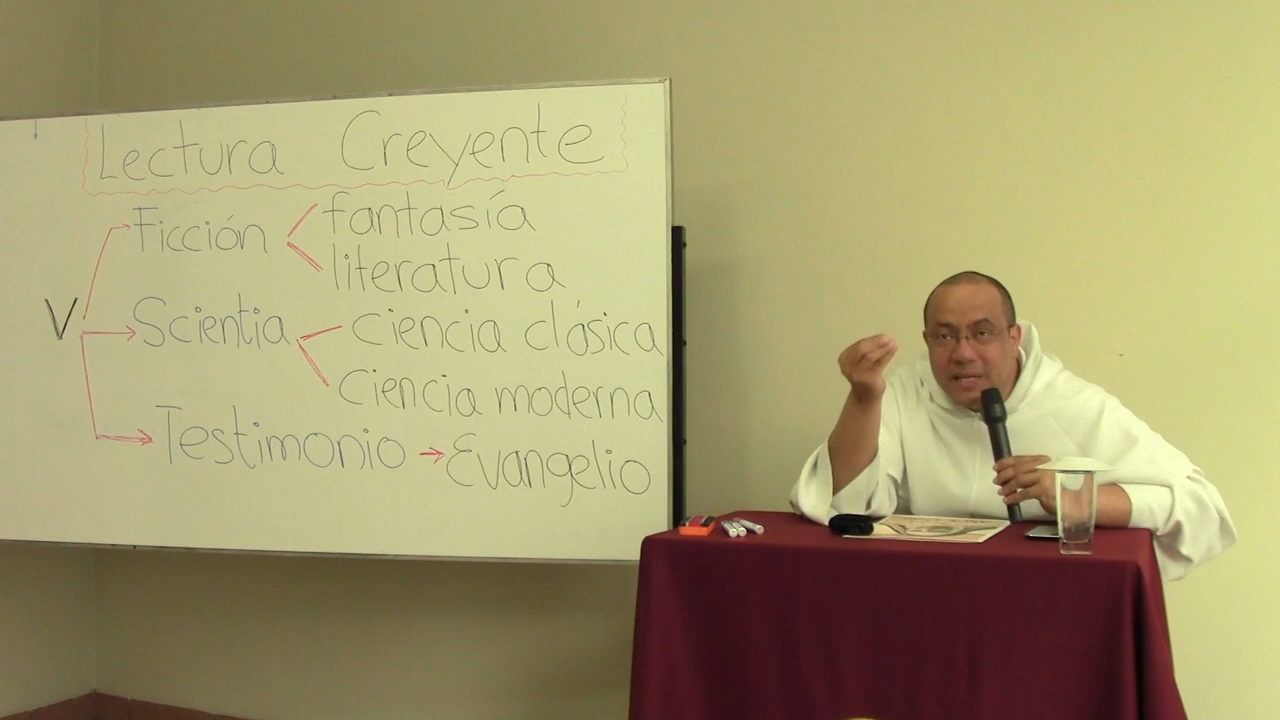 Lectura Creyente
Ficción
fantasía
literatura
V
Scientia
ciencia clásica
ciencia moderna
Testimonio → Evangelio